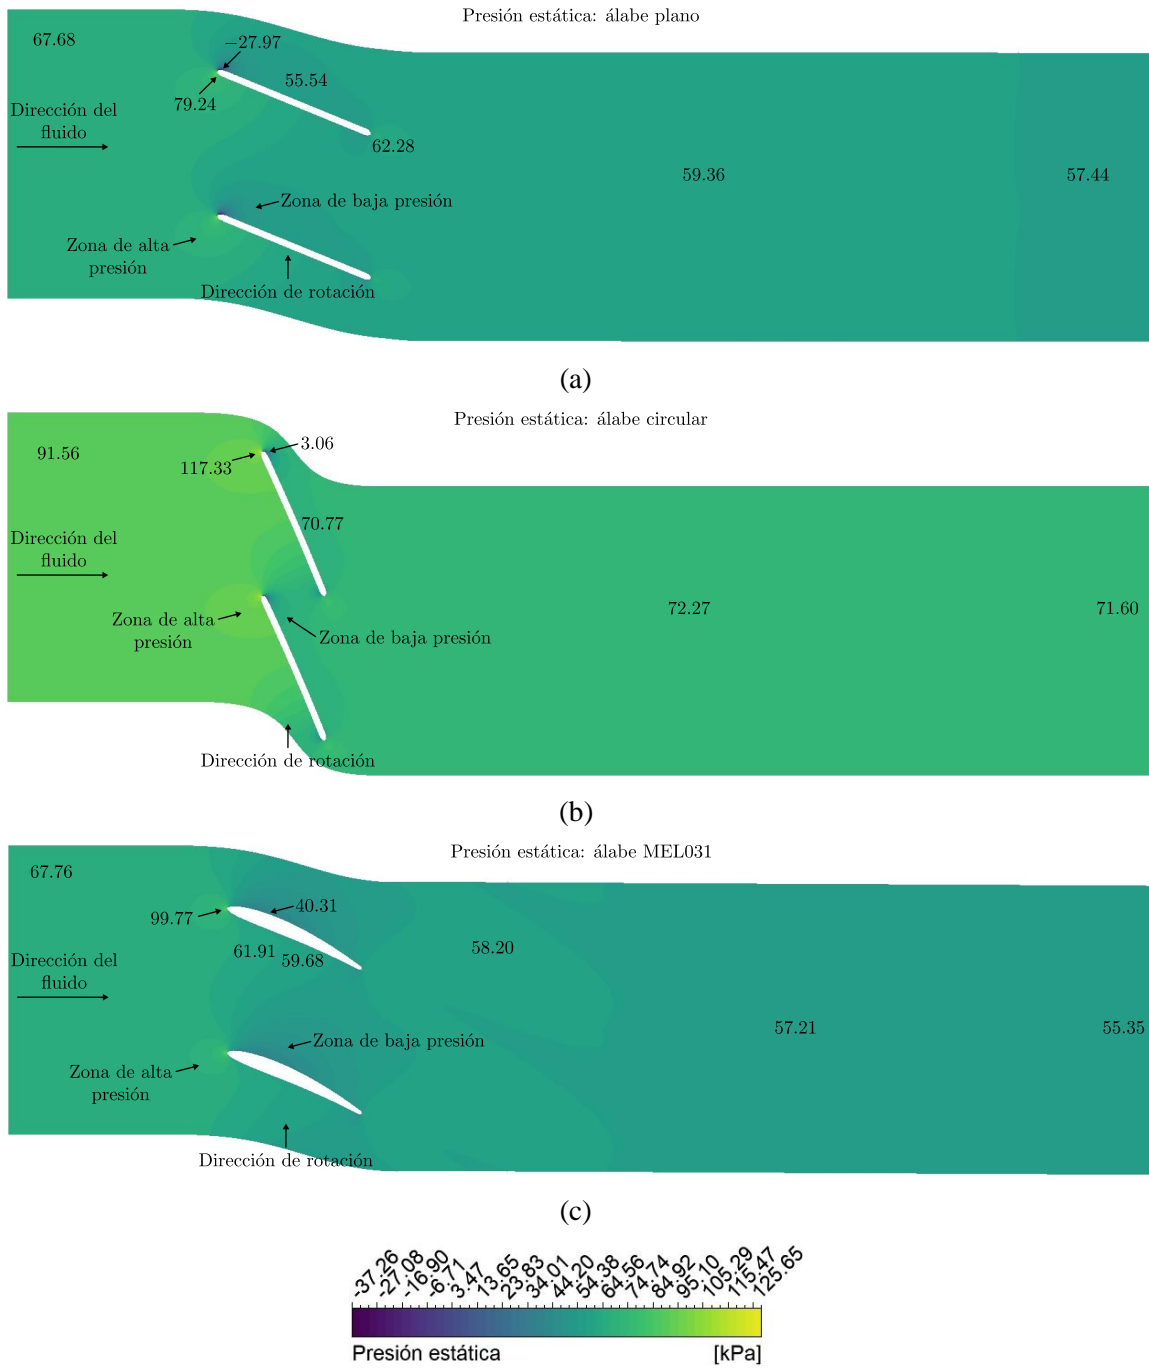 Presión estática: álabe plano
67.68
−27.97
55.54
79.24
Dirección del
fluido
62.28
59.36
57.44
Zona de baja presión
Zona de alta
presión
Dirección de rotación
(a)
Presión estática: álabe circular
91.56
3.06
117.33
70.77
Dirección del
fluido
72.27
71.60
Zona de alta
presión
Zona de baja presión
Dirección de rotación
(b)
Presión estática: álabe MEL031
67.76
40.31
99.77
61.91
59.68
58.20
Dirección del
fluido
57.21
55.35
Zona de baja presión
Zona de alta
presión
Dirección de rotación
(c)
-37.26
-27.08
-16.90
-6.71
3.47
13.65
23.83
34.01
44.20
54.38
64.56
74.74
84.92
95.10
105.29
115.47
125.65
Presión estática [kPa]